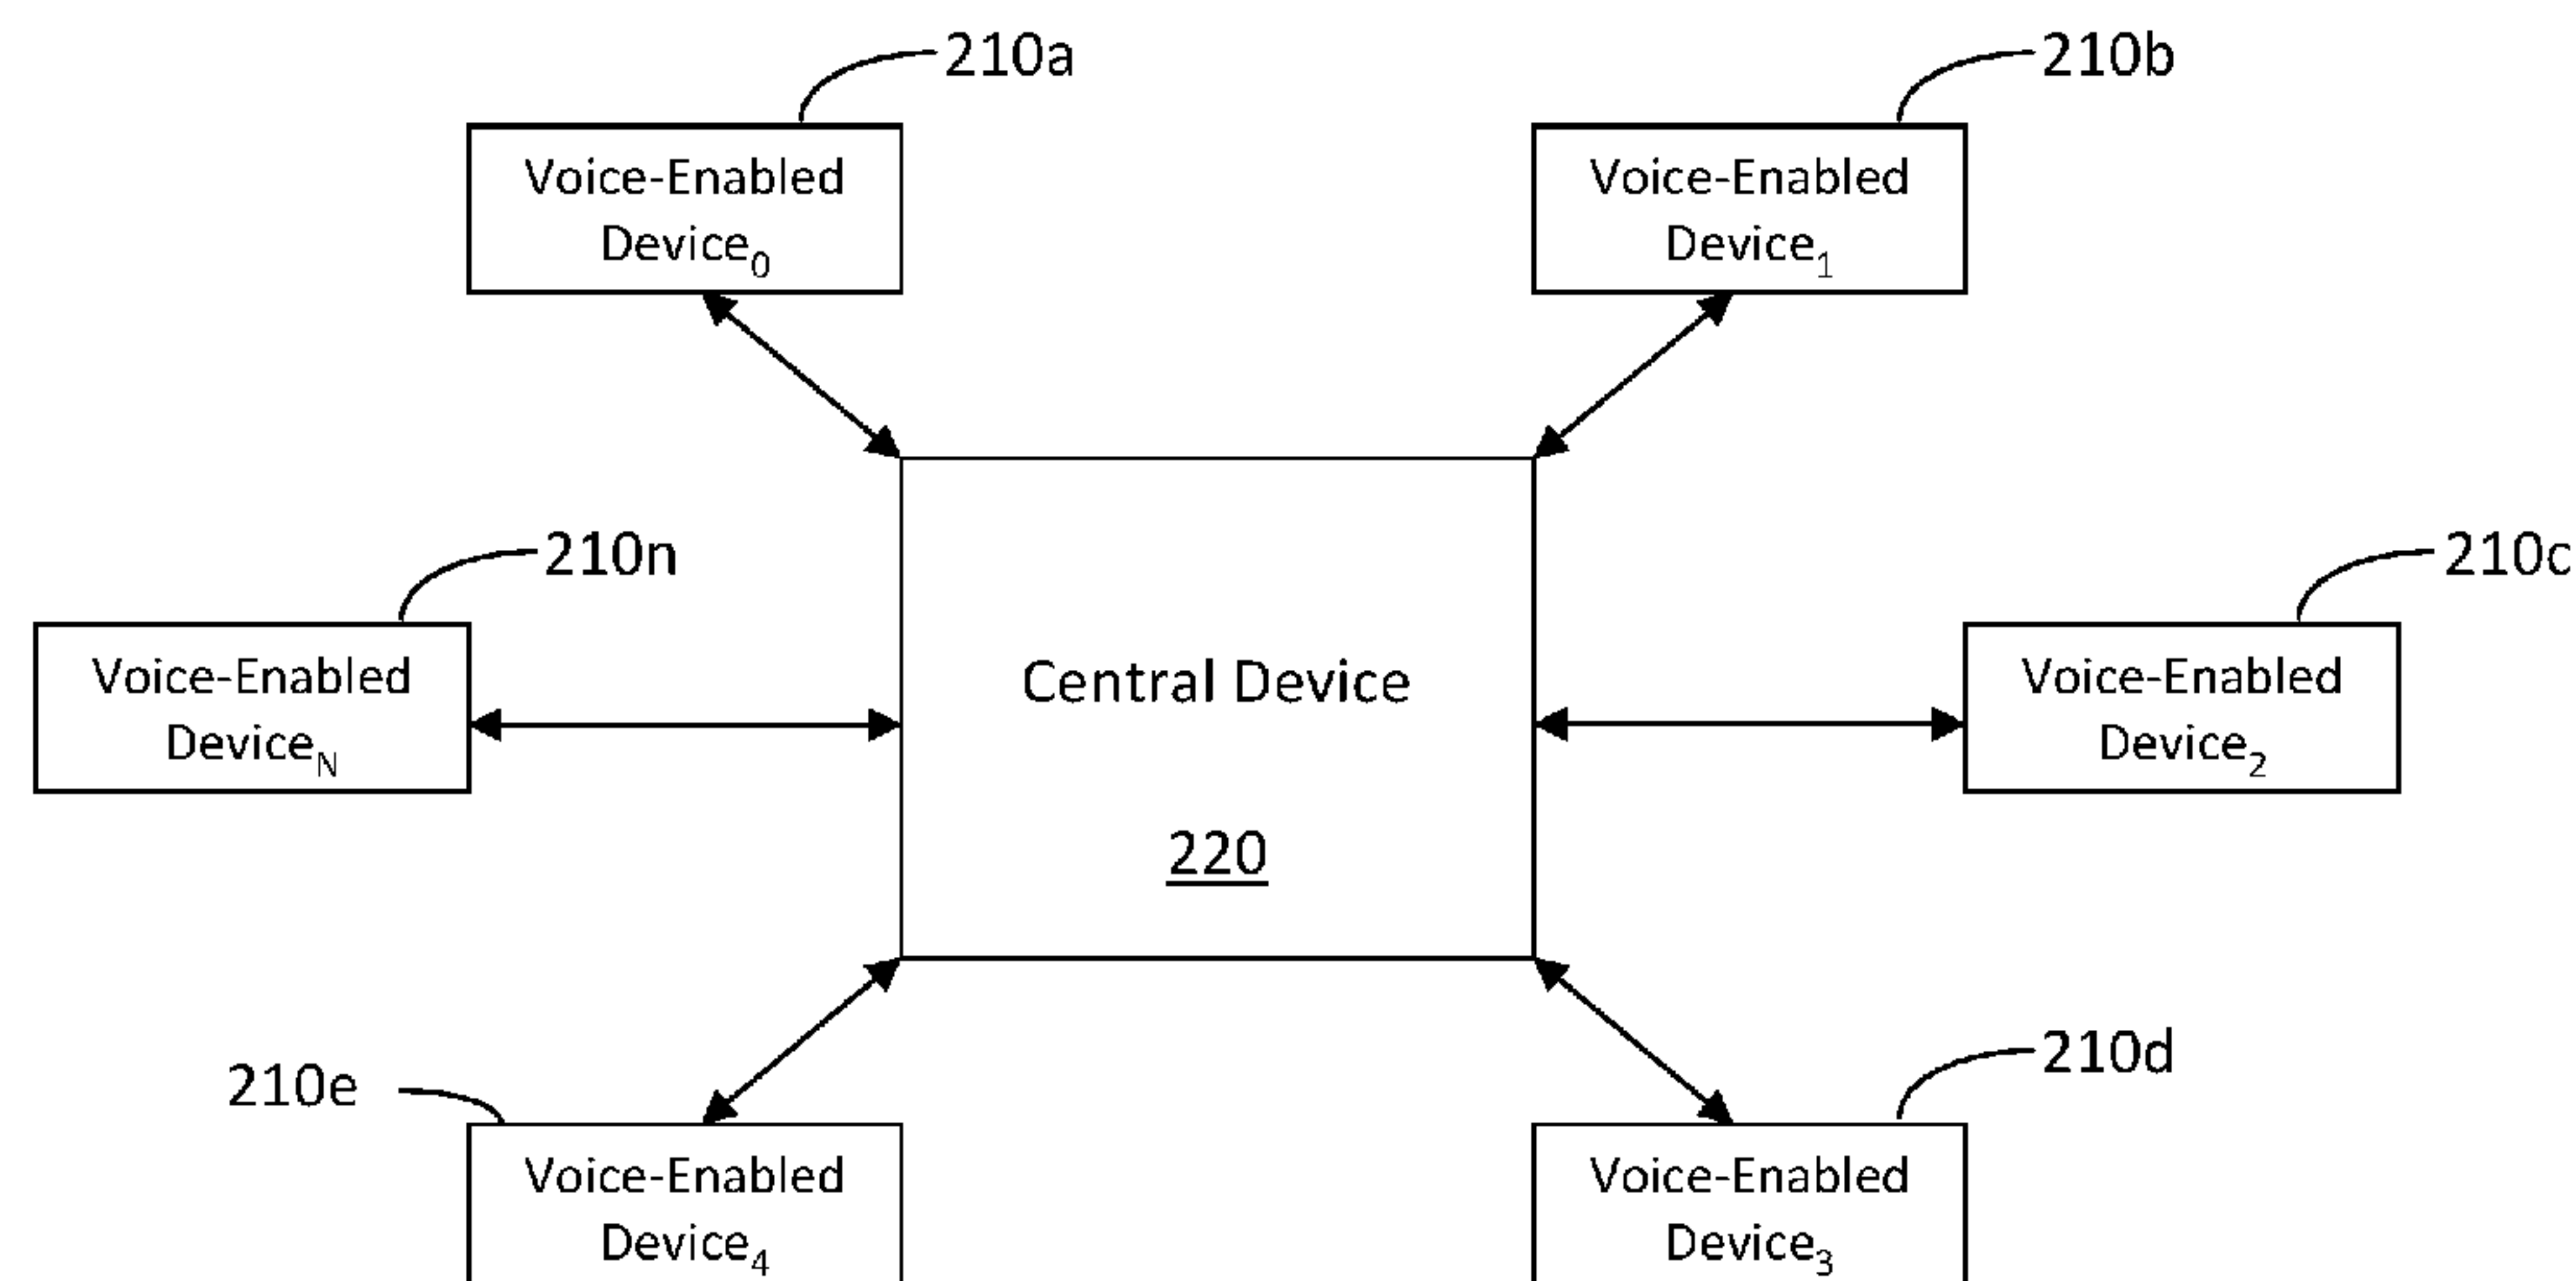 210a
Voice-Enabled
Device₀
210b
Voice-Enabled
Device₁
210n
Voice-Enabled
Device_N
Central Device
220
210c
Voice-Enabled
Device₂
210e
Voice-Enabled
Device₄
210d
Voice-Enabled
Device₃